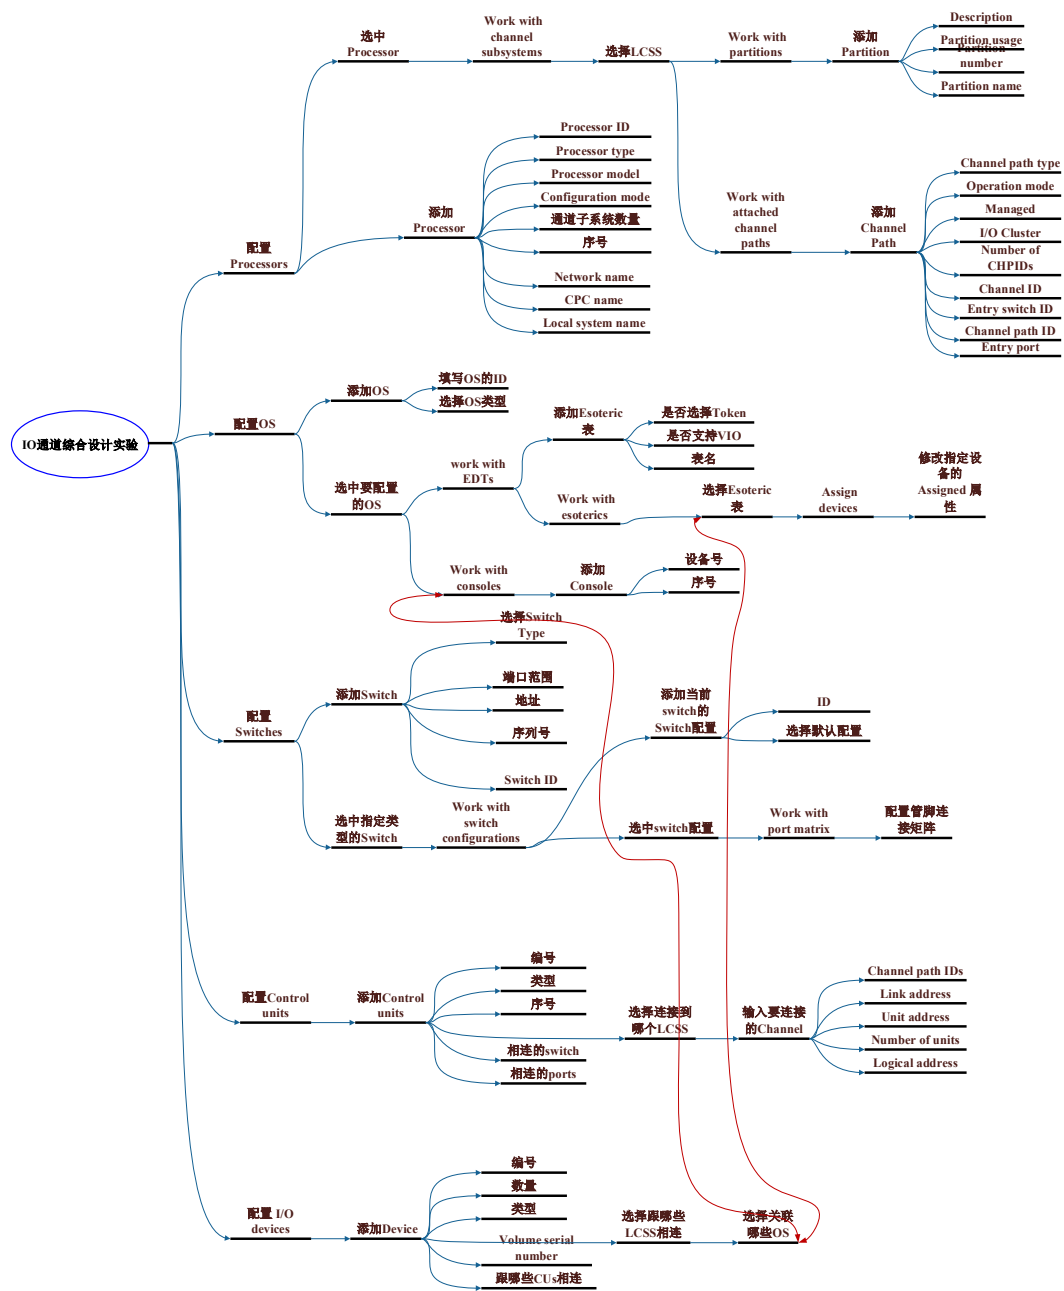 IO通道综合设计实验
配置
Processors
选中
Processor
Work with
channel
subsystems
选择LCSS
Work with
partitions
添加
Partition
Description
Partition usage
Partition
number
Partition name
Work with
attached
channel
paths
添加
Channel
Path
Channel path type
Operation mode
Managed
I/O Cluster
Number of
CHPIDs
Channel ID
Entry switch ID
Channel path ID
Entry port
添加
Processor
Processor ID
Processor type
Processor model
Configuration mode
通道子系统数量
序号
Network name
CPC name
Local system name
配置OS
添加OS
填写OS的ID
选择OS类型
选中要配置
的OS
work with
EDTs
添加Esoteric
表
是否选择Token
是否支持VIO
表名
Work with
esoterics
选择Esoteric
表
Assign
devices
修改指定设
备的
Assigned 属
性
Work with
consoles
添加
Console
设备号
序号
配置
Switches
添加Switch
选择Switch
Type
端口范围
地址
序列号
Switch ID
选中指定类
型的Switch
Work with
switch
configurations
添加当前
switch的
Switch配置
ID
选择默认配置
选中switch配置
Work with
port matrix
配置管脚连
接矩阵
配置Control
units
添加Control
units
编号
类型
序号
选择连接到
哪个LCSS
输入要连接
的Channel
Channel path IDs
Link address
Unit address
Number of units
Logical address
相连的switch
相连的ports
配置 I/O
devices
添加Device
编号
数量
类型
选择跟哪些
LCSS相连
选择关联
哪些OS
Volume serial
number
跟哪些CUs相连